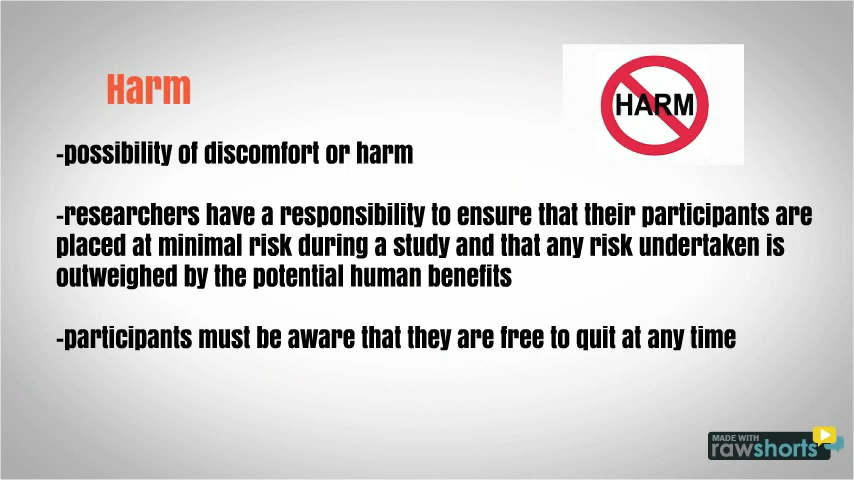 Harm
HARM
-possibility of discomfort or harm
-researchers have a responsibility to ensure that their participants are
placed at minimal risk during a study and that any risk undertaken is
outweighed by the potential human benefits
-participants must be aware that they are free to quit at any time
MADE WITH
rawshorts